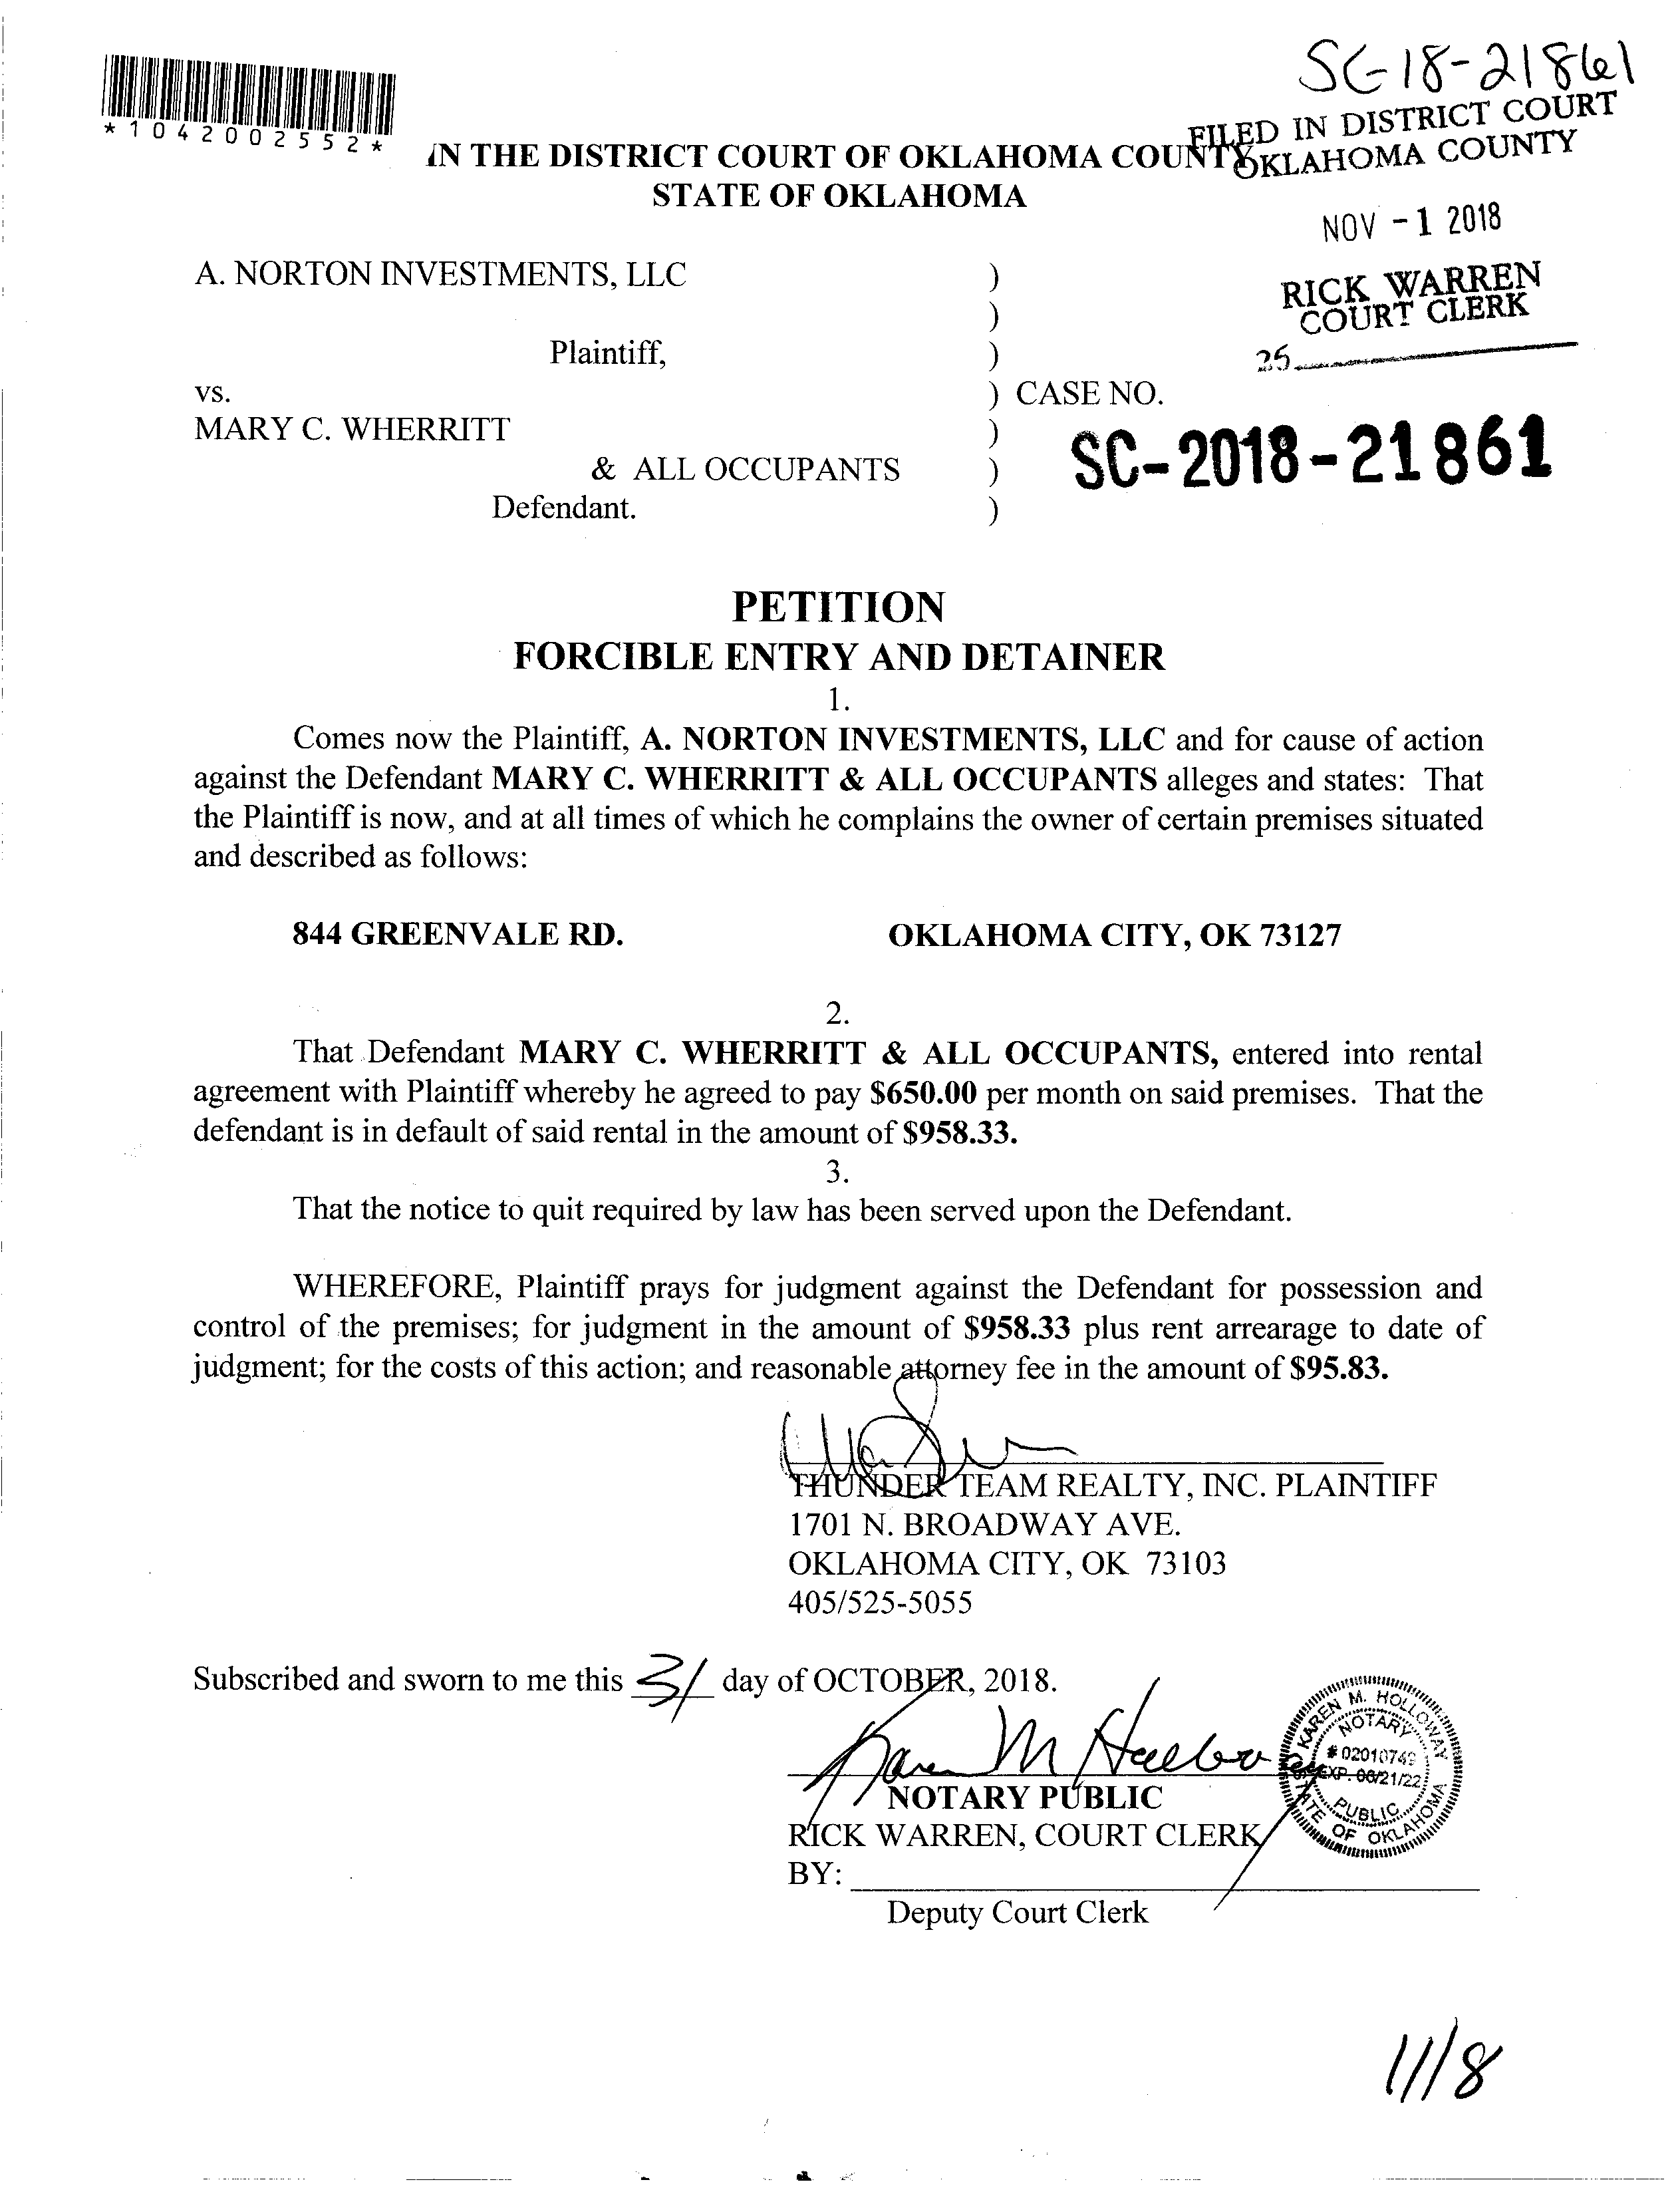 SC-18-21861
*1042002552*
FILED IN DISTRICT COURT
OKLAHOMA COUNTY
IN THE DISTRICT COURT OF OKLAHOMA COUNTY
STATE OF OKLAHOMA
NOV -1 2018
RICK WARREN
COURT CLERK
A. NORTON INVESTMENTS, LLC )
)
Plaintiff, )
vs. ) CASE NO.
MARY C. WHERRITT )
SC-2018-21861
& ALL OCCUPANTS )
Defendant. )
PETITION
FORCIBLE ENTRY AND DETAINER
1.
Comes now the Plaintiff, A. NORTON INVESTMENTS, LLC and for cause of action
against the Defendant MARY C. WHERRITT & ALL OCCUPANTS alleges and states: That
the Plaintiff is now, and at all times of which he complains the owner of certain premises situated
and described as follows:
844 GREENVALE RD. OKLAHOMA CITY, OK 73127
2.
That Defendant MARY C. WHERRITT & ALL OCCUPANTS, entered into rental
agreement with Plaintiff whereby he agreed to pay $650.00 per month on said premises. That the
defendant is in default of said rental in the amount of $958.33.
3.
That the notice to quit required by law has been served upon the Defendant.
WHEREFORE, Plaintiff prays for judgment against the Defendant for possession and
control of the premises; for judgment in the amount of $958.33 plus rent arrearage to date of
judgment; for the costs of this action; and reasonable attorney fee in the amount of $95.83.
THUNDER TEAM REALTY, INC. PLAINTIFF
1701 N. BROADWAY AVE.
OKLAHOMA CITY, OK 73103
405/525-5055
Subscribed and sworn to me this 31 day of OCTOBER, 2018.
Karen M Holloway
KAREN M. HOLLOWAY
NOTARY
# 02010749
EXP. 06/21/22
PUBLIC
STATE OF OKLAHOMA
NOTARY PUBLIC
RICK WARREN, COURT CLERK
BY:
Deputy Court Clerk
11/8